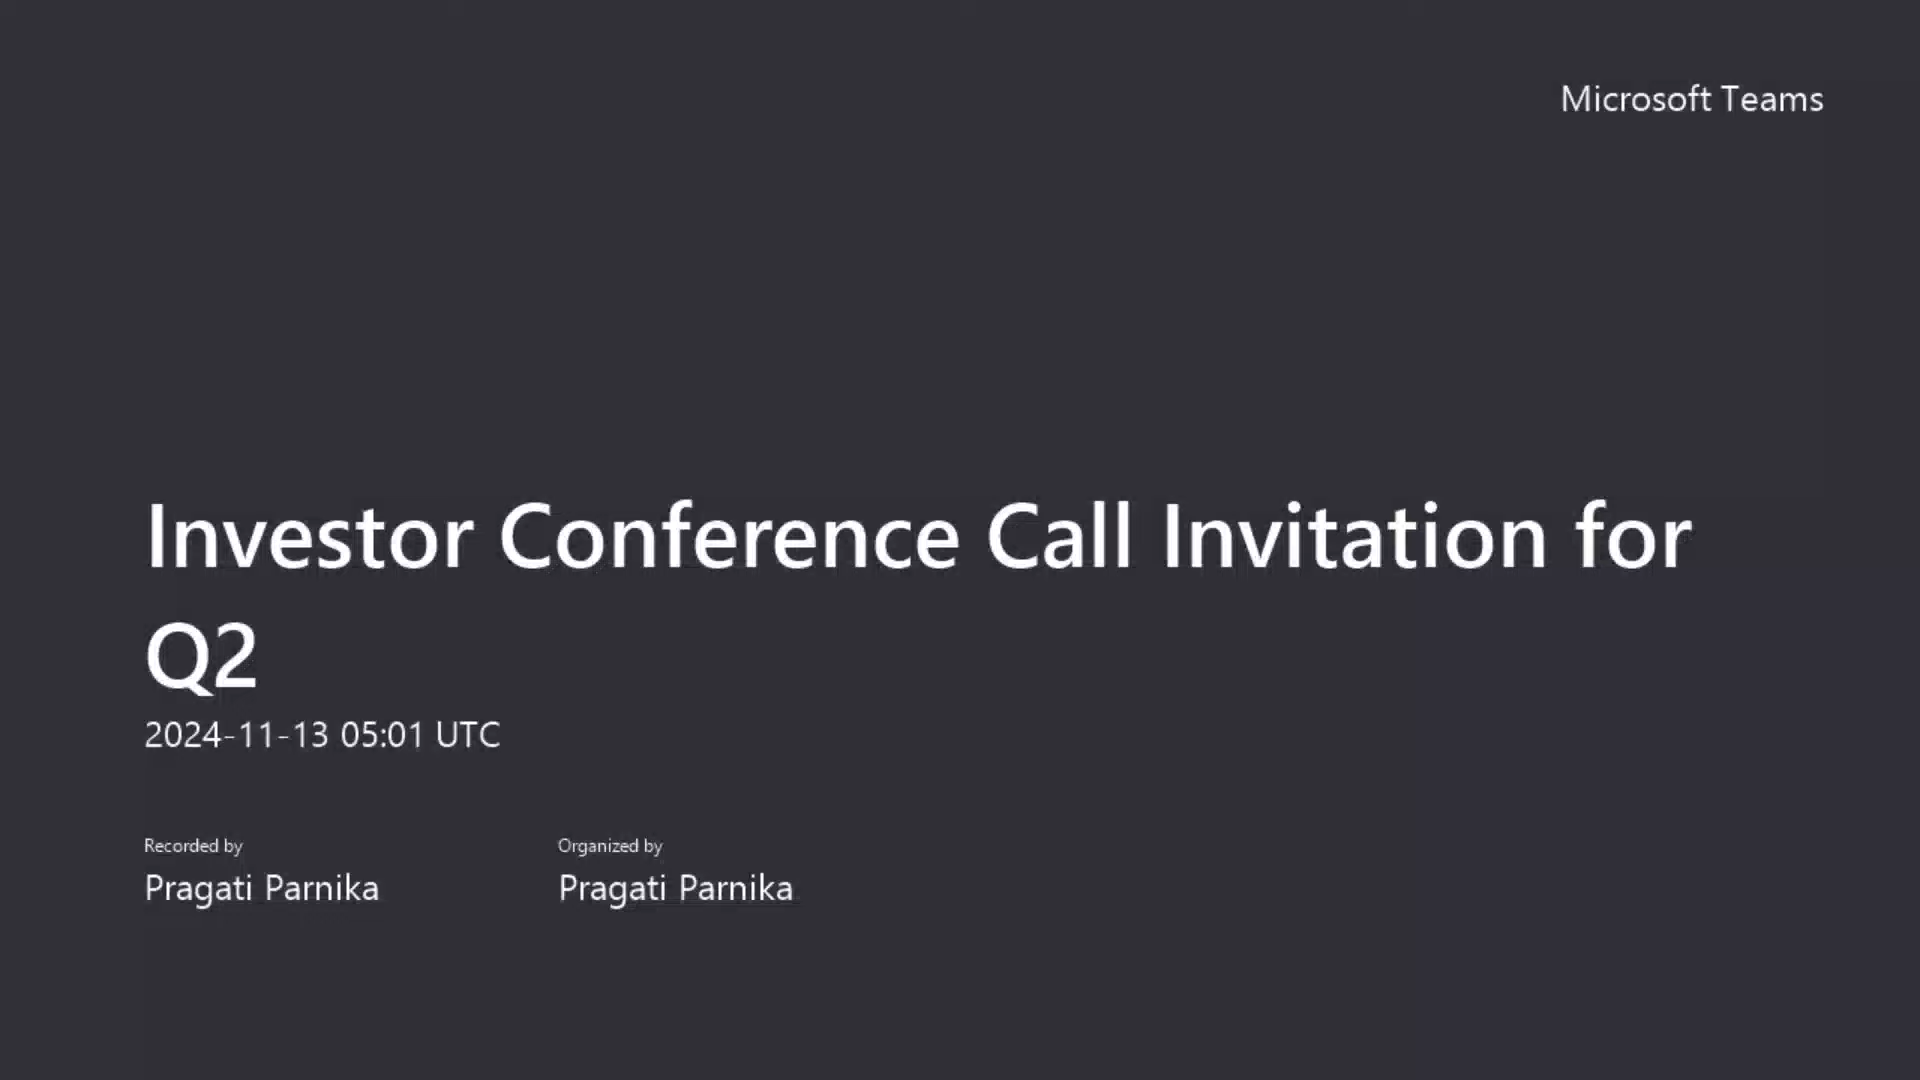 Microsoft Teams
Investor Conference Call Invitation for
Q2
2024-11-13 05:01 UTC
Recorded by
Pragati Parnika
Organized by
Pragati Parnika